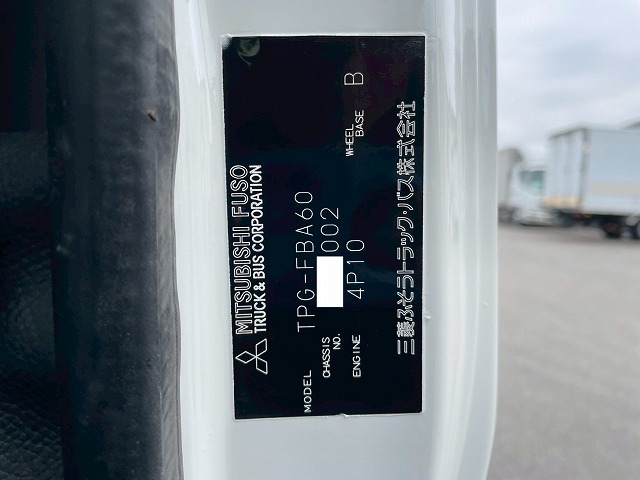 MITSUBISHI FUSO
TRUCK & BUS CORPORATION
MODEL TPG-FBA60
CHASSIS NO. 002
ENGINE 4P10 WHEEL BASE B
三菱ふそうトラック・バス株式会社